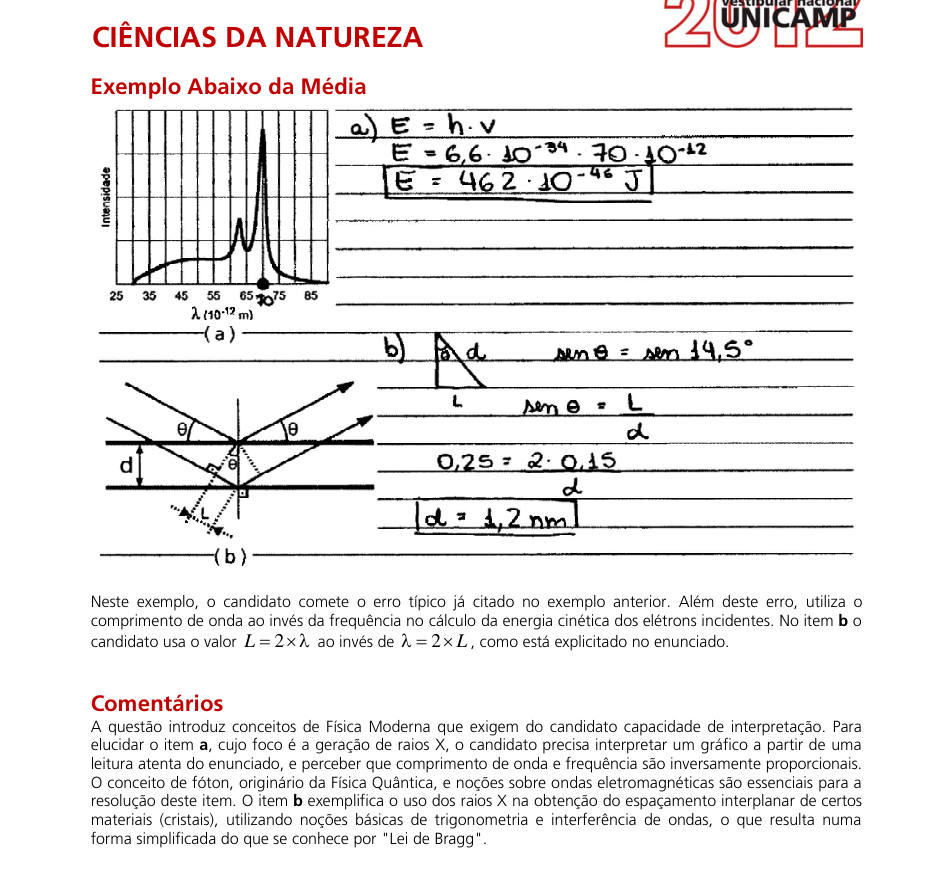 vestibular nacional
2012 UNICAMP
CIÊNCIAS DA NATUREZA
Exemplo Abaixo da Média
Intensidade
25 35 45 55 65 70 75 85
λ (10⁻¹² m)
(a)
a) E = h.v
E = 6,6. 10⁻³⁴ . 70 . 10⁻¹²
E = 462 . 10⁻⁴⁶ J
θ θ
d
θ
L
(b)
b) θ d sen θ = sen 14,5°
L
sen θ = L/d
0,25 = 2. 0,15/d
d = 1,2 nm
Neste exemplo, o candidato comete o erro típico já citado no exemplo anterior. Além deste erro, utiliza o
comprimento de onda ao invés da frequência no cálculo da energia cinética dos elétrons incidentes. No item b o
candidato usa o valor L = 2×λ ao invés de λ = 2×L, como está explicitado no enunciado.
Comentários
A questão introduz conceitos de Física Moderna que exigem do candidato capacidade de interpretação. Para
elucidar o item a, cujo foco é a geração de raios X, o candidato precisa interpretar um gráfico a partir de uma
leitura atenta do enunciado, e perceber que comprimento de onda e frequência são inversamente proporcionais.
O conceito de fóton, originário da Física Quântica, e noções sobre ondas eletromagnéticas são essenciais para a
resolução deste item. O item b exemplifica o uso dos raios X na obtenção do espaçamento interplanar de certos
materiais (cristais), utilizando noções básicas de trigonometria e interferência de ondas, o que resulta numa
forma simplificada do que se conhece por "Lei de Bragg".